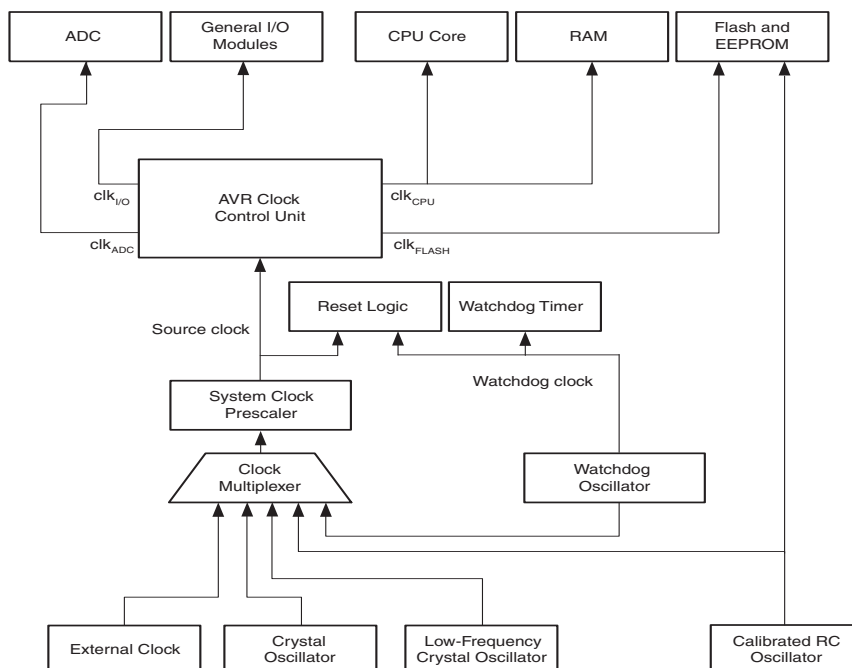 ADC
General I/O
Modules
CPU Core
RAM
Flash and
EEPROM
clkI/O
AVR Clock
Control Unit
clkCPU
clkADC
clkFLASH
Reset Logic
Watchdog Timer
Source clock
Watchdog clock
System Clock
Prescaler
Clock
Multiplexer
Watchdog
Oscillator
External Clock
Crystal
Oscillator
Low-Frequency
Crystal Oscillator
Calibrated RC
Oscillator